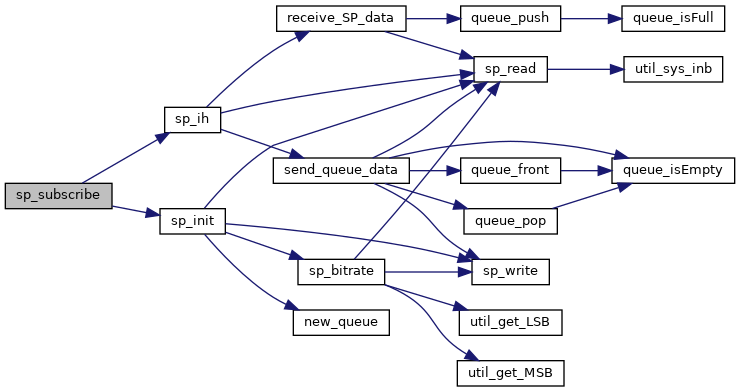 receive_SP_data
queue_push
queue_isFull
sp_read
util_sys_inb
sp_ih
send_queue_data
queue_front
queue_isEmpty
sp_subscribe
sp_init
queue_pop
sp_bitrate
sp_write
new_queue
util_get_LSB
util_get_MSB